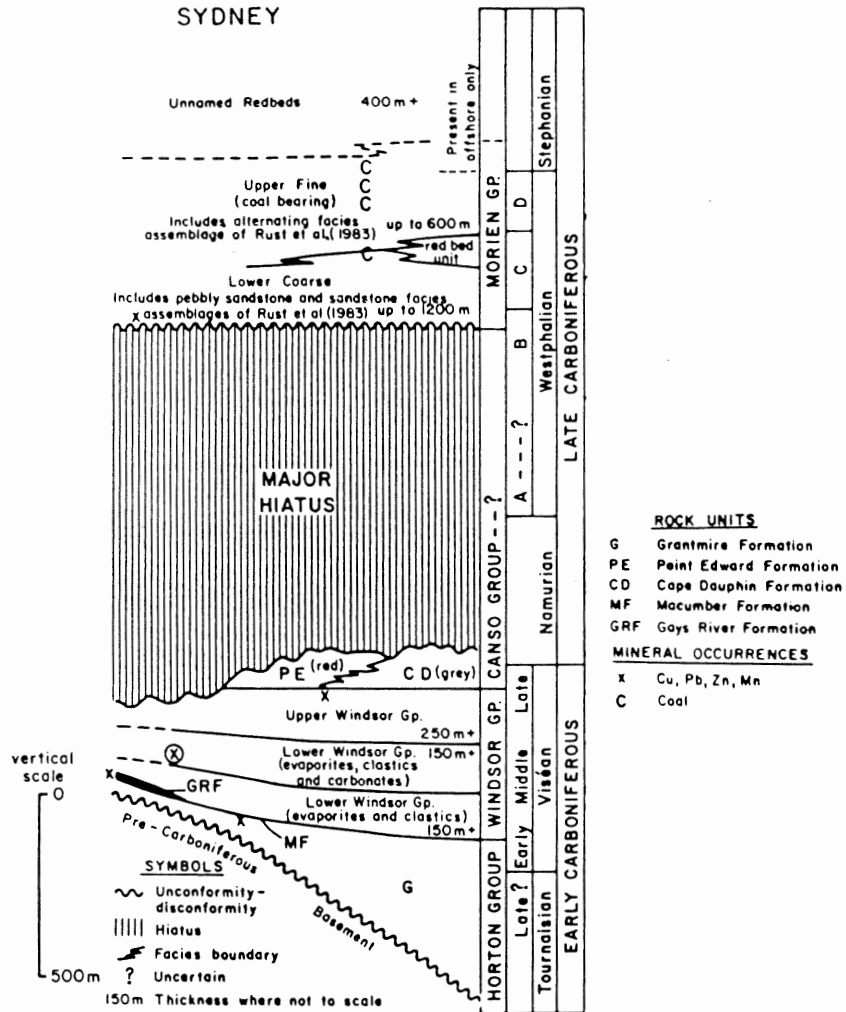 SYDNEY
Unnamed Redbeds 400m+
Present in
offshore only
C
C
C
Upper Fine
(coal bearing)
Includes alternating facies
assemblage of Rust et al,(1983) up to 600m
C
red bed
unit
Lower Coarse
Includes pebbly sandstone and sandstone facies
x assemblages of Rust et al (1983) up to 1200m
MAJOR
HIATUS
PE (red)
CD (grey)
x
Upper Windsor Gp.
250m+
x
Lower Windsor Gp. 150m+
(evaporites, clastics
and carbonates)
x
GRF
Lower Windsor Gp.
(evaporites and clastics)
150m+
x
MF
G
Pre-Carboniferous
Basement
vertical
scale
0
500m
SYMBOLS
Unconformity-
disconformity
Hiatus
Facies boundary
? Uncertain
150m Thickness where not to scale
MORIEN GP.
CANSO GROUP---?
WINDSOR GP.
HORTON GROUP
D
C
B
A----?
Late
Middle
Early
Late?
Stephanian
Westphalian
Namurian
Viséan
Tournaisian
LATE CARBONIFEROUS
EARLY CARBONIFEROUS
ROCK UNITS
G Grantmire Formation
PE Point Edward Formation
CD Cape Dauphin Formation
MF Macumber Formation
GRF Gays River Formation
MINERAL OCCURRENCES
x Cu, Pb, Zn, Mn
C Coal